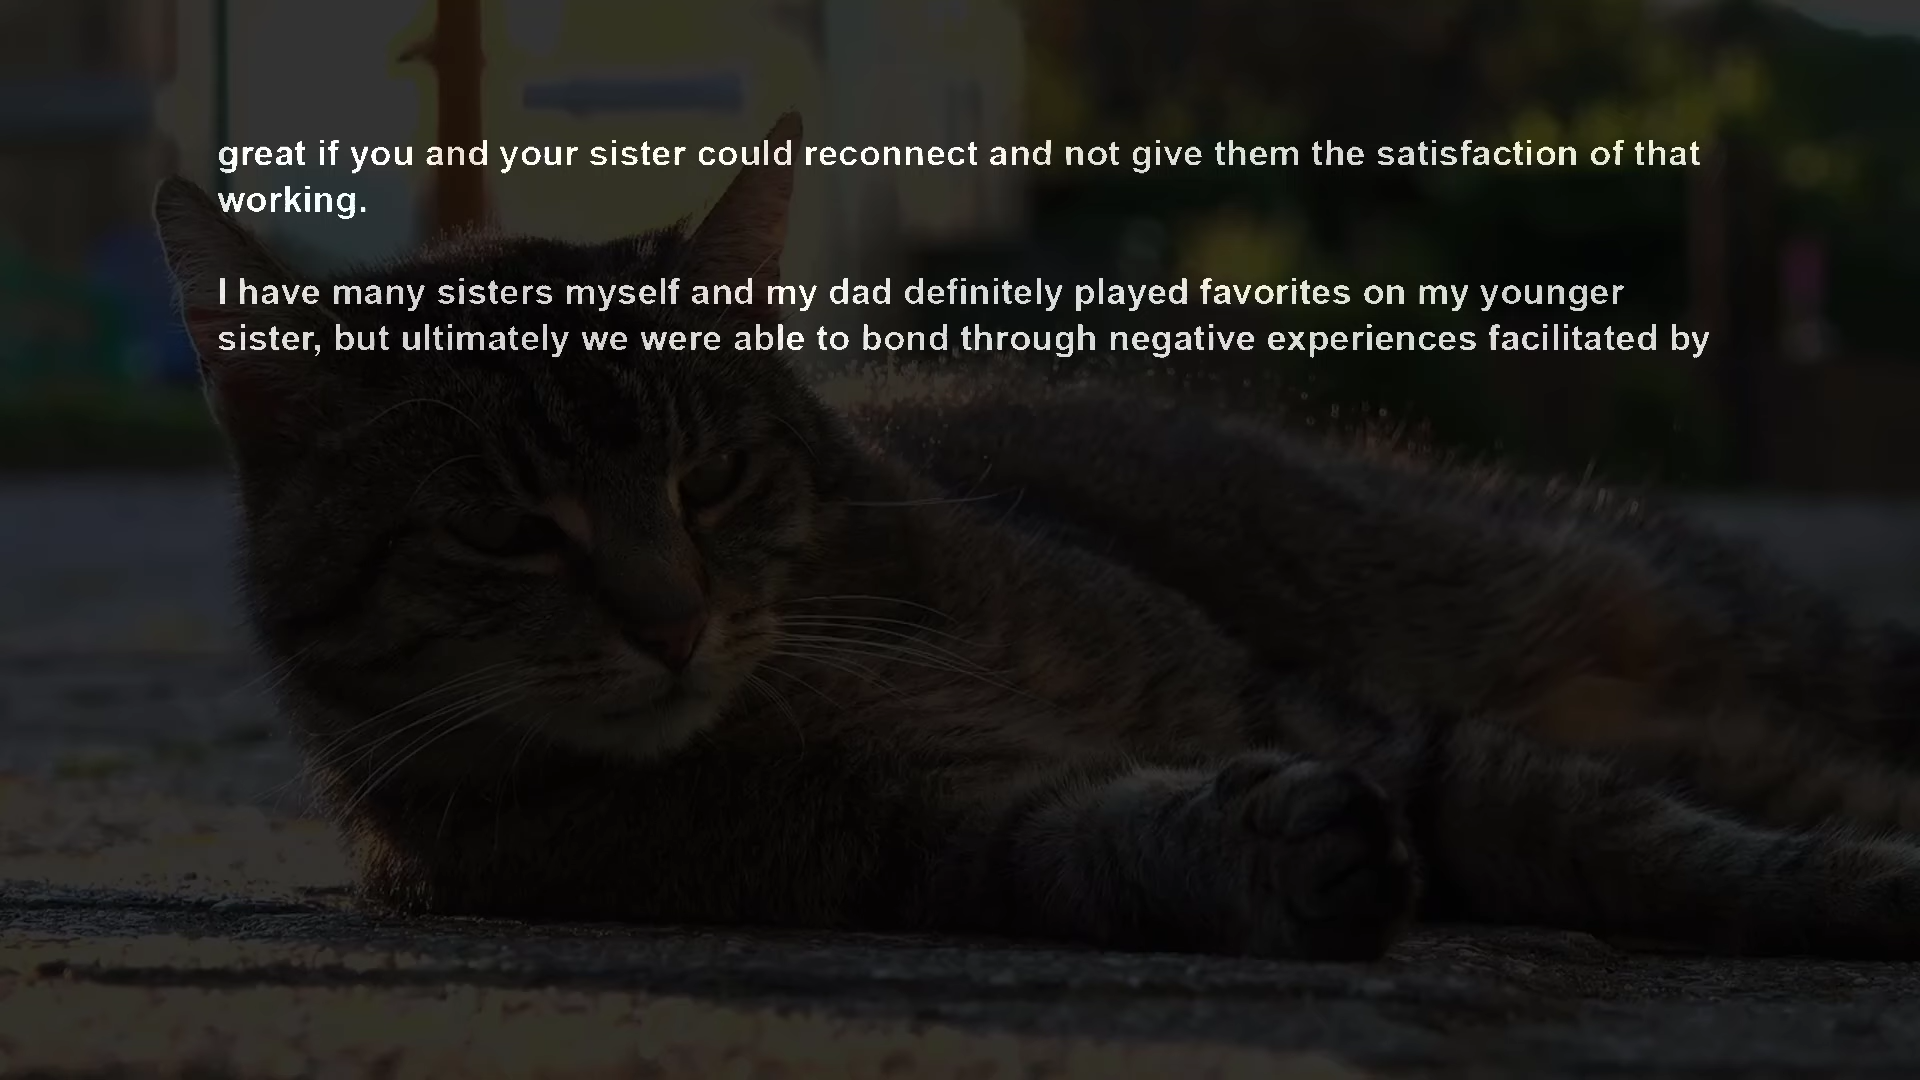 great if you and your sister could reconnect and not give them the satisfaction of that
working.
I have many sisters myself and my dad definitely played favorites on my younger
sister, but ultimately we were able to bond through negative experiences facilitated by